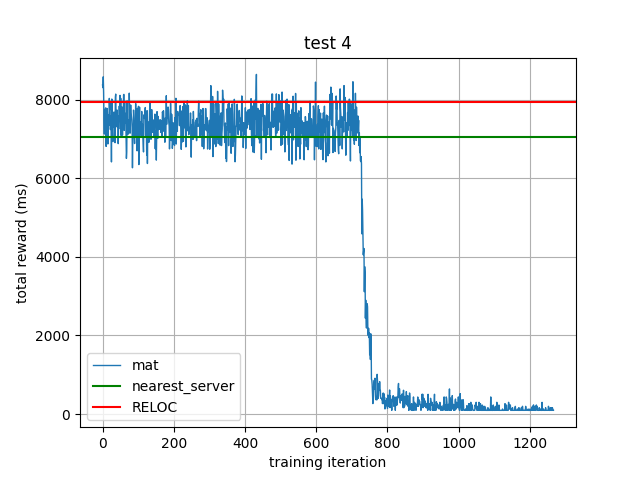 test 4
total reward (ms)
8000
6000
4000
2000
0
mat
nearest_server
RELOC
0 200 400 600 800 1000 1200
training iteration